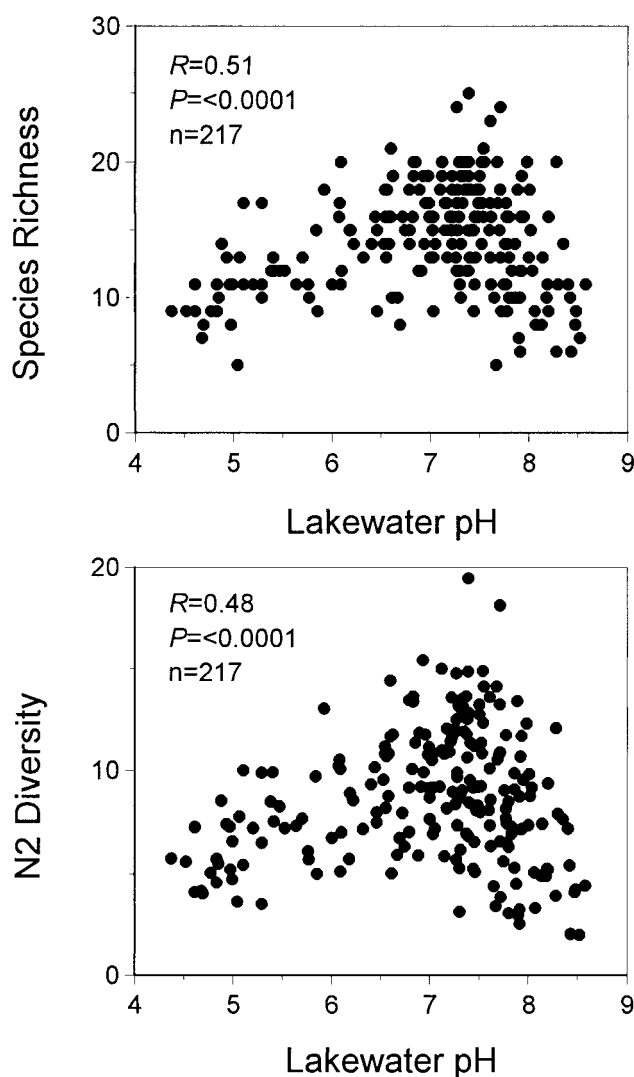 30
20
10
0
Species Richness
R=0.51
P=<0.0001
n=217
4 5 6 7 8 9
Lakewater pH
20
10
0
N2 Diversity
R=0.48
P=<0.0001
n=217
4 5 6 7 8 9
Lakewater pH